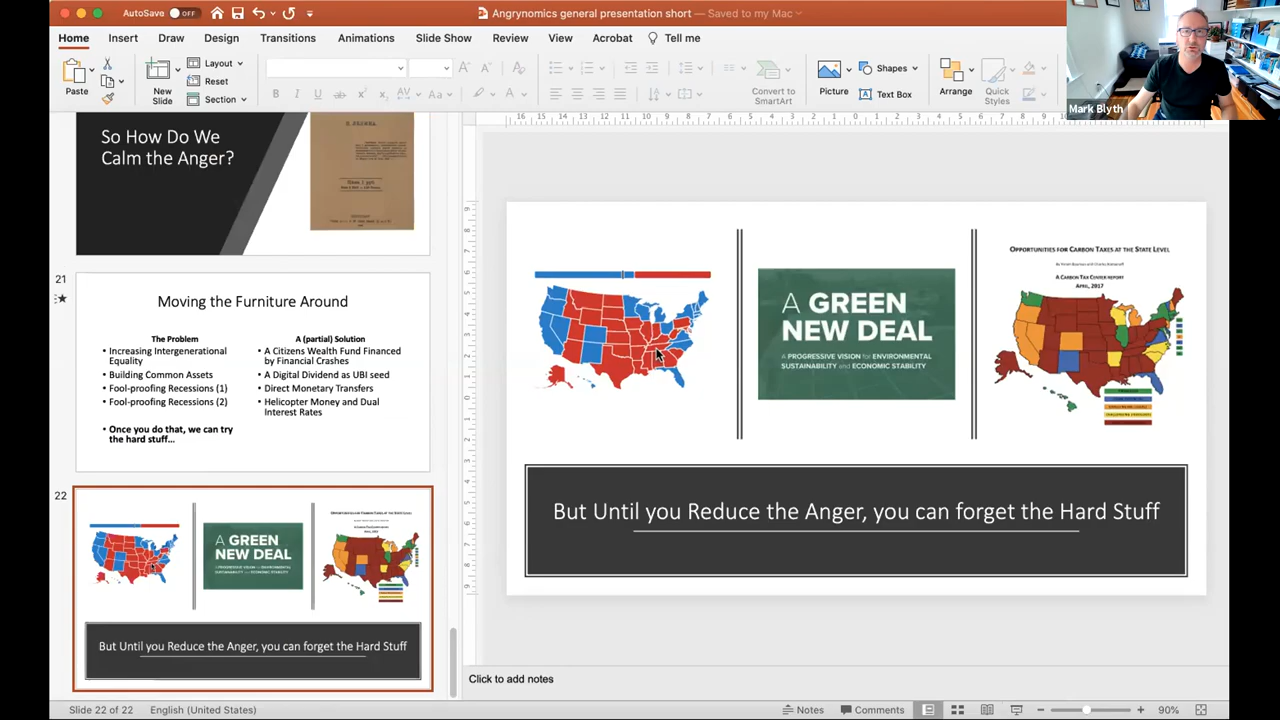 AutoSave OFF
Angrynomics general presentation short — Saved to my Mac
Home Insert Draw Design Transitions Animations Slide Show Review View Acrobat Tell me
Paste
New
Slide
Layout
Reset
Section
Convert to
SmartArt
Picture
Shapes
Text Box
Arrange
Quick
Styles
Mark Blyth
So How Do We
Calm the Anger?
21
Moving the Furniture Around
The Problem
• Increasing Intergenerational
Equality
• Building Common Assets
• Fool-proofing Recessions (1)
• Fool-proofing Recessions (2)
• Once you do that, we can try
the hard stuff…
A (partial) Solution
• A Citizens Wealth Fund Financed
by Financial Crashes
• A Digital Dividend as UBI seed
• Direct Monetary Transfers
• Helicopter Money and Dual
Interest Rates
22
A GREEN
NEW DEAL
OPPORTUNITIES FOR CARBON TAXES AT THE STATE LEVEL
But Until you Reduce the Anger, you can forget the Hard Stuff
A GREEN
NEW DEAL
A PROGRESSIVE VISION for ENVIRONMENTAL
SUSTAINABILITY and ECONOMIC STABILITY
OPPORTUNITIES FOR CARBON TAXES AT THE STATE LEVEL
A CARBON TAX CENTER REPORT
APRIL, 2017
But Until you Reduce the Anger, you can forget the Hard Stuff
Click to add notes
Slide 22 of 22 English (United States)
Notes Comments 90%